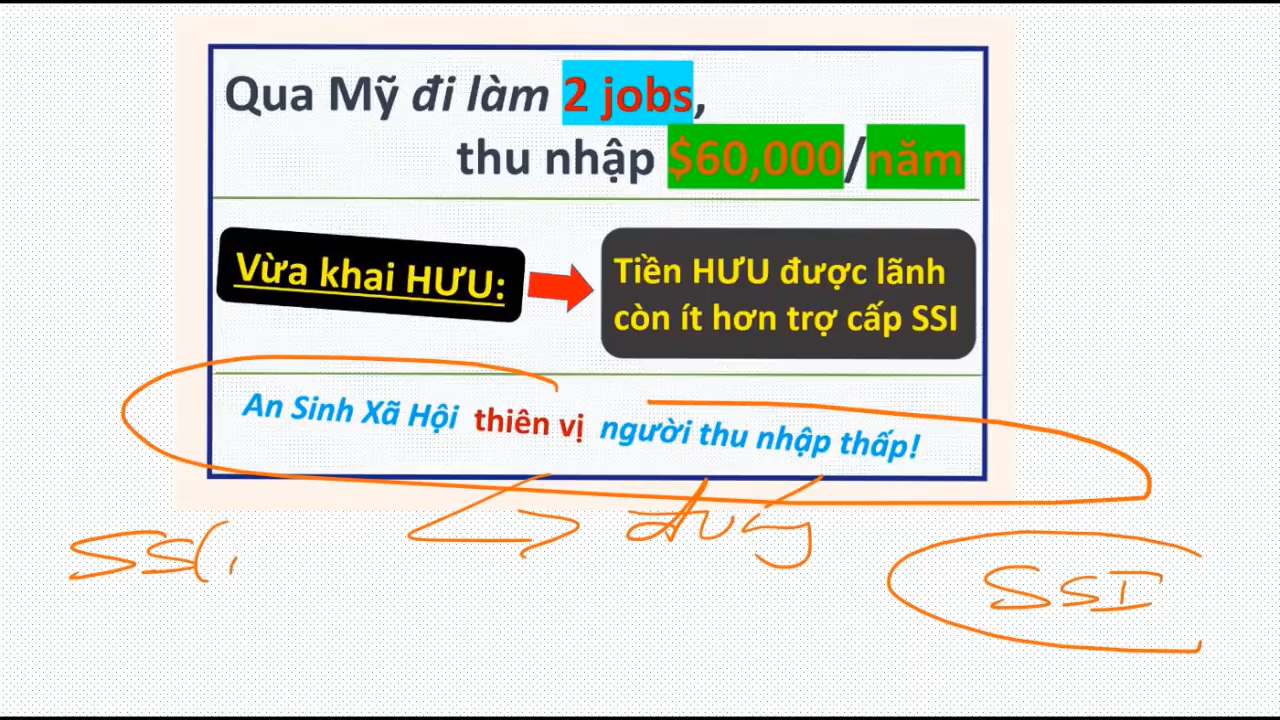 Qua Mỹ đi làm 2 jobs,
thu nhập $60,000/năm
Vừa khai HƯU:
Tiền HƯU được lãnh
còn ít hơn trợ cấp SSI
An Sinh Xã Hội thiên vị người thu nhập thấp!
đúng
SSI